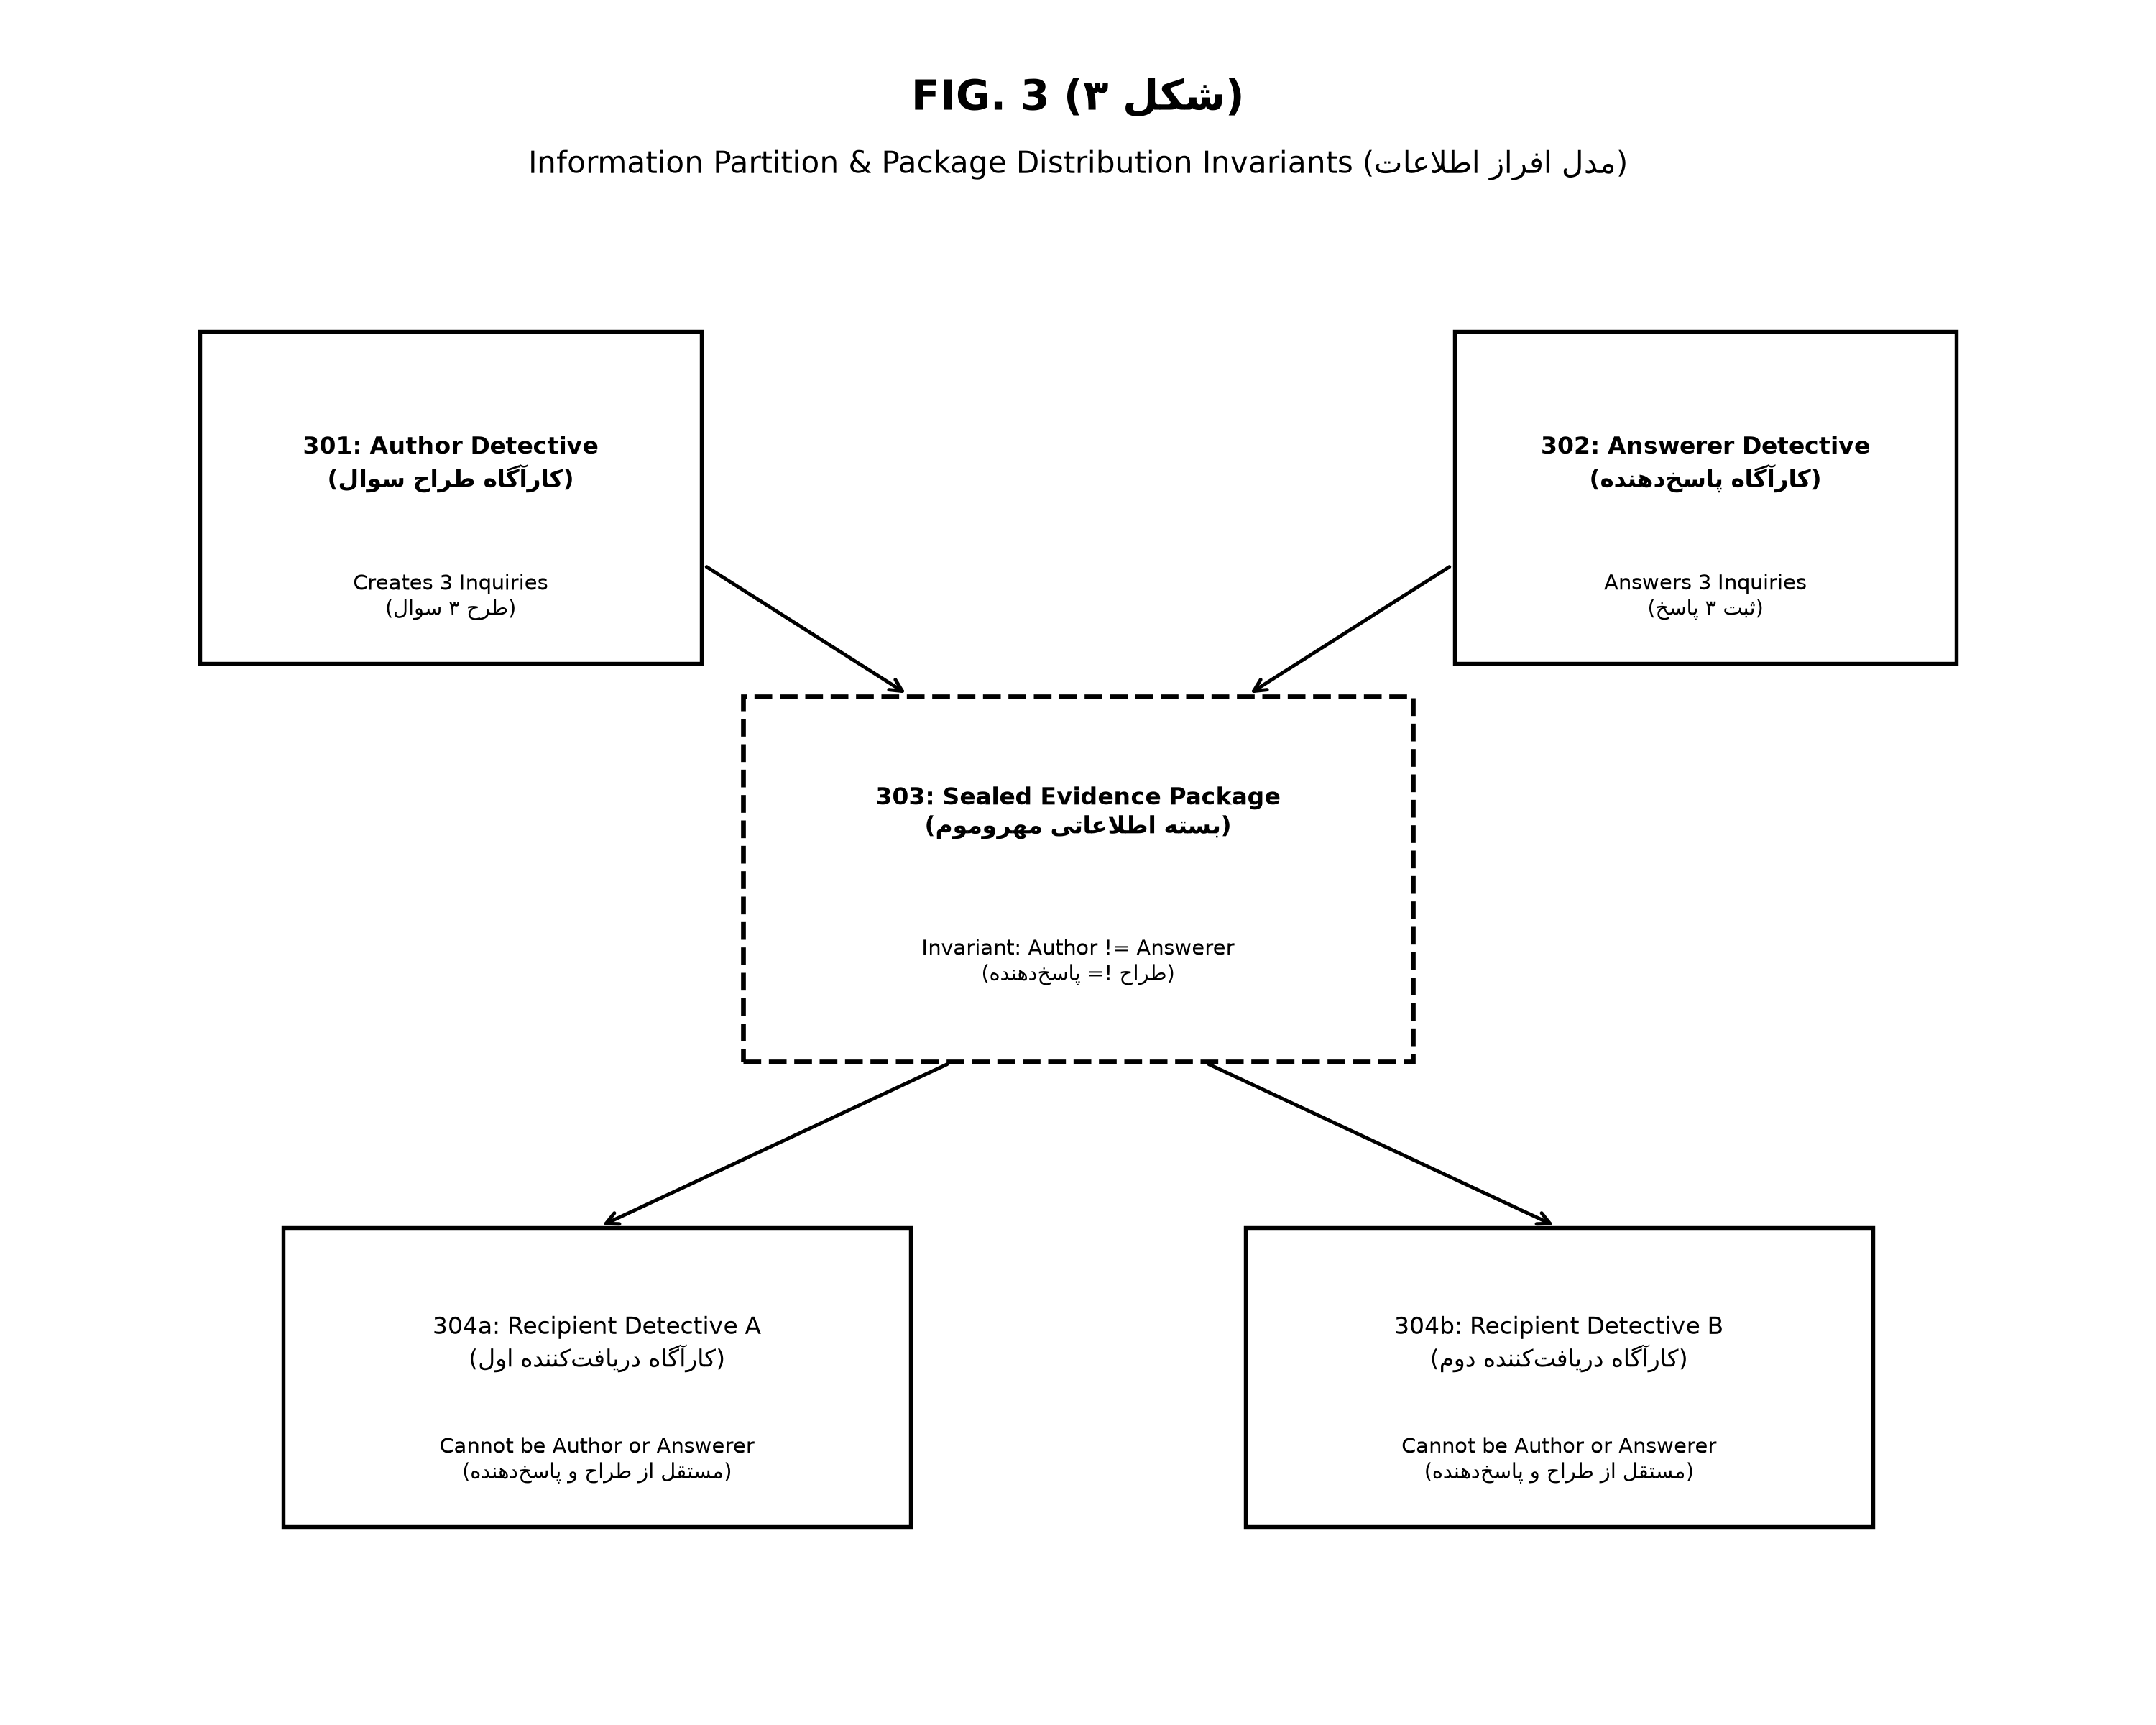 FIG. 3 (شکل ۳)
Information Partition & Package Distribution Invariants (مدل افراز اطلاعات)
301: Author Detective
(کارآگاه طراح سوال)
Creates 3 Inquiries
(طرح ۳ سوال)
302: Answerer Detective
(کارآگاه پاسخ‌دهنده)
Answers 3 Inquiries
(ثبت ۳ پاسخ)
303: Sealed Evidence Package
(بسته اطلاعاتی مهروموم)
Invariant: Author != Answerer
(طراح != پاسخ‌دهنده)
304a: Recipient Detective A
(کارآگاه دریافت‌کننده اول)
Cannot be Author or Answerer
(مستقل از طراح و پاسخ‌دهنده)
304b: Recipient Detective B
(کارآگاه دریافت‌کننده دوم)
Cannot be Author or Answerer
(مستقل از طراح و پاسخ‌دهنده)